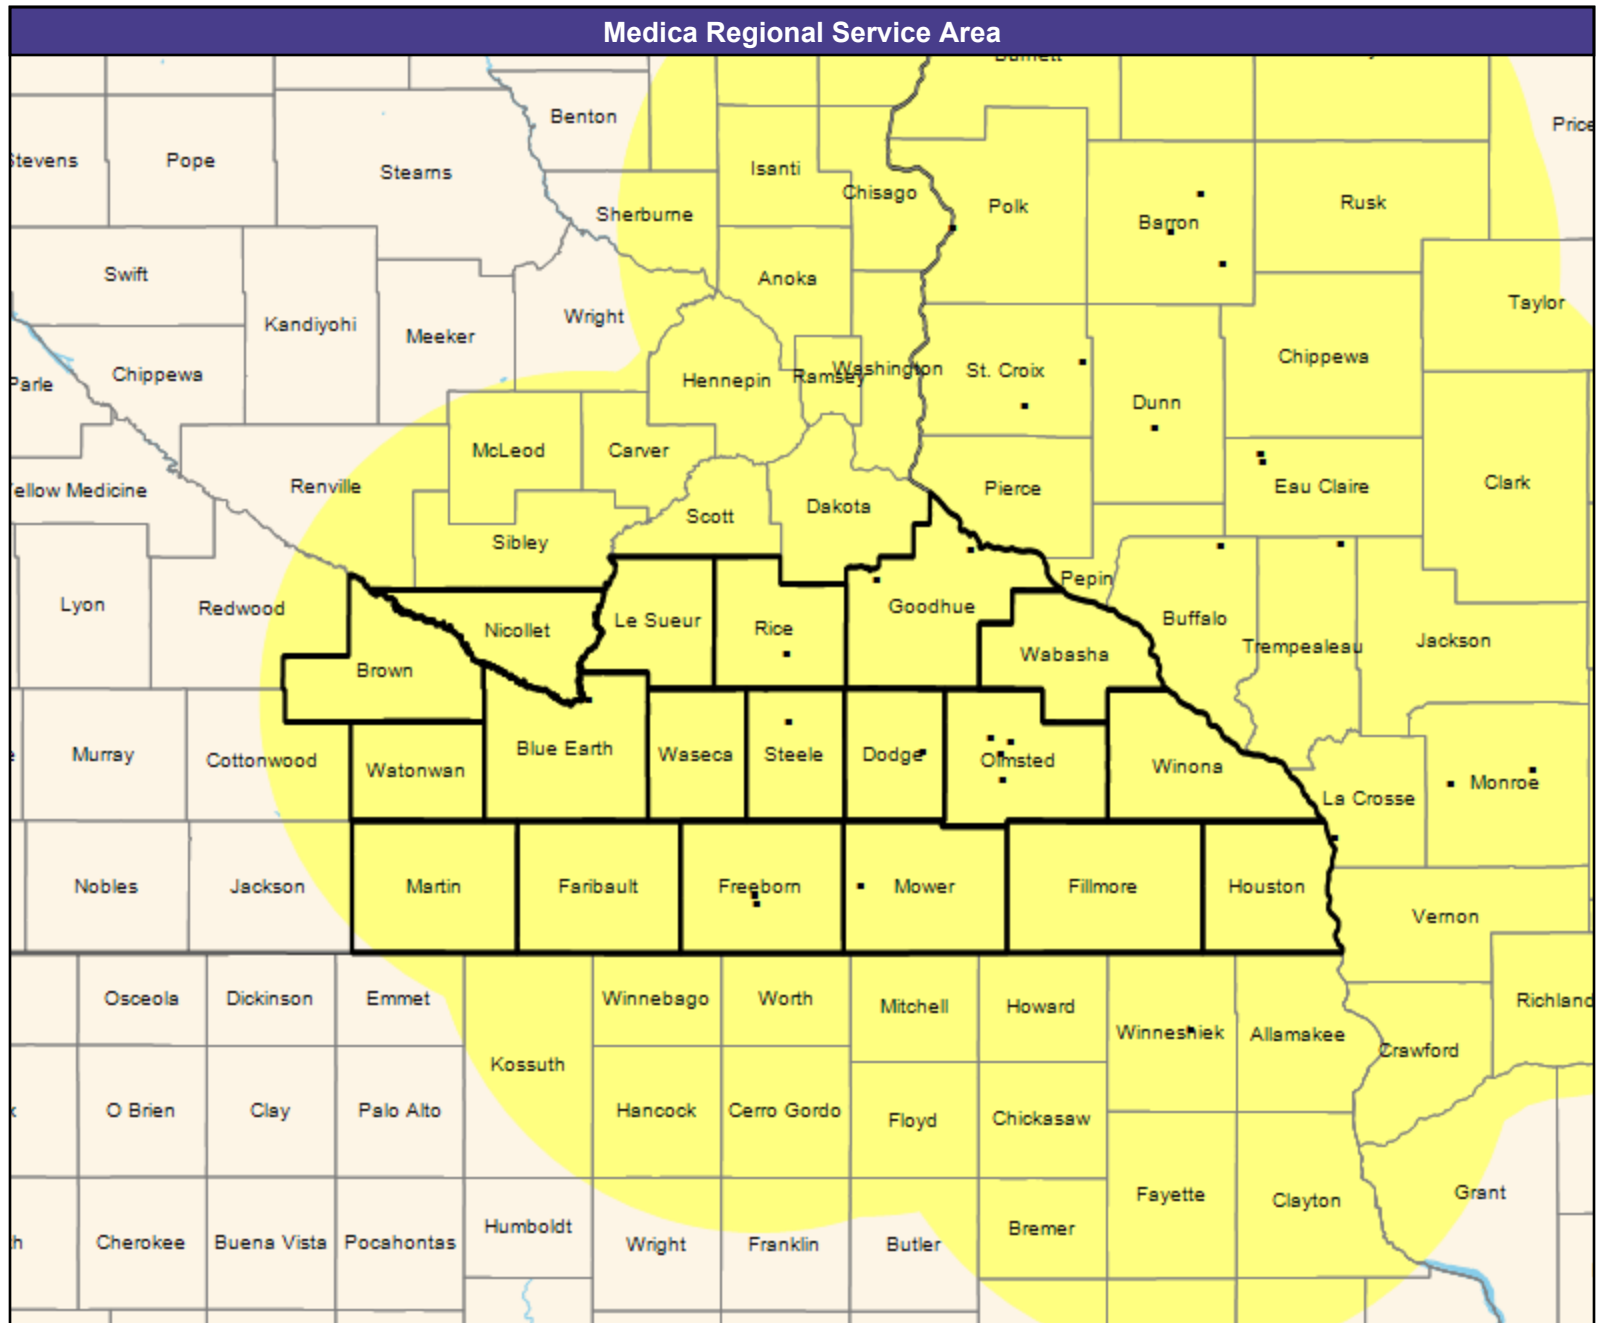 Medica Regional Service Area
Burnett
Benton
Price
Stevens
Pope
Stearns
Isanti
Chisago
Polk
Barron
Rusk
Sherburne
Swift
Anoka
Taylor
Kandiyohi
Meeker
Wright
Chippewa
Parle
Chippewa
Hennepin
Ramsey
Washington
St. Croix
Dunn
McLeod
Carver
Yellow Medicine
Renville
Scott
Dakota
Pierce
Eau Claire
Clark
Sibley
Lyon
Redwood
Nicollet
Le Sueur
Rice
Goodhue
Pepin
Buffalo
Trempealeau
Jackson
Brown
Wabasha
Murray
Cottonwood
Watonwan
Blue Earth
Waseca
Steele
Dodge
Olmsted
Winona
La Crosse
Monroe
Nobles
Jackson
Martin
Faribault
Freeborn
Mower
Fillmore
Houston
Vernon
Osceola
Dickinson
Emmet
Winnebago
Worth
Mitchell
Howard
Winneshiek
Allamakee
Crawford
Richland
Kossuth
O Brien
Clay
Palo Alto
Hancock
Cerro Gordo
Floyd
Chickasaw
Fayette
Clayton
Grant
Cherokee
Buena Vista
Pocahontas
Humboldt
Wright
Franklin
Butler
Bremer